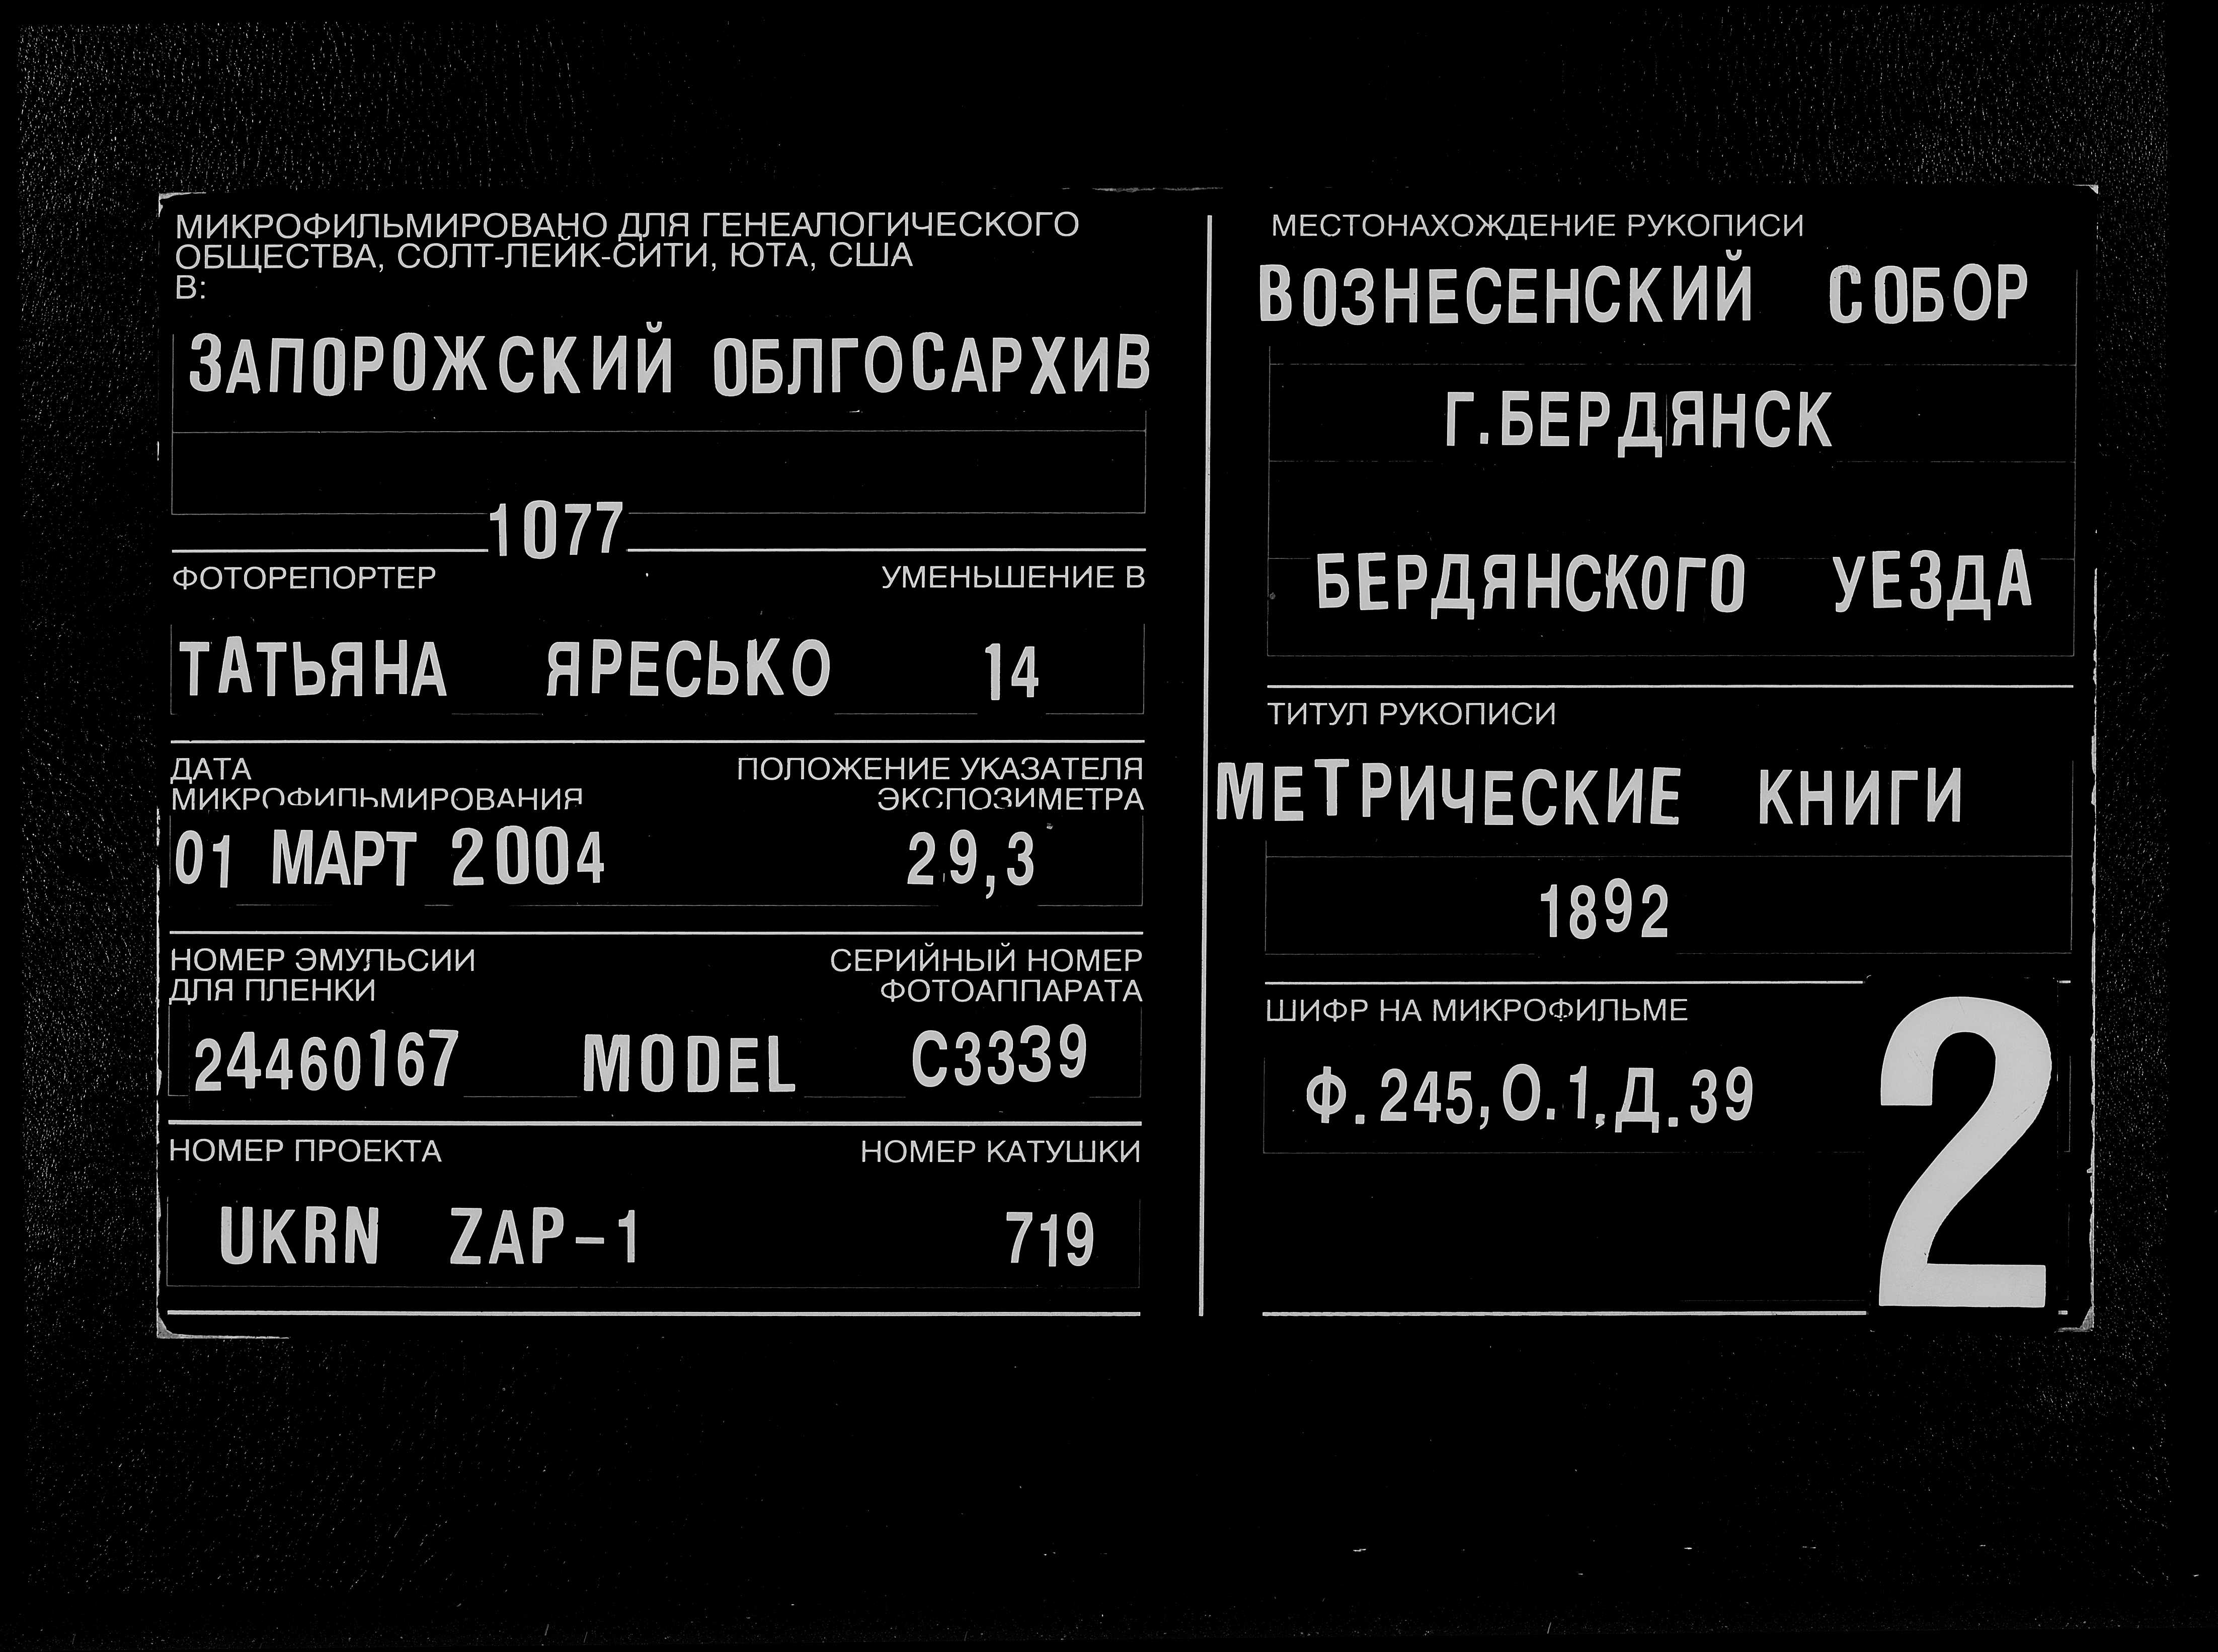 МИКРОФИЛЬМИРОВАНО ДЛЯ ГЕНЕАЛОГИЧЕСКОГО
ОБЩЕСТВА, СОЛТ-ЛЕЙК-СИТИ, ЮТА, США
В:
ЗАПОРОЖСКИЙ ОБЛГОСАРХИВ
1077
ФОТОРЕПОРТЕР УМЕНЬШЕНИЕ В
ТАТЬЯНА ЯРЕСЬКО 14
ДАТА ПОЛОЖЕНИЕ УКАЗАТЕЛЯ
МИКРОФИЛЬМИРОВАНИЯ ЭКСПОЗИМЕТРА
01 МАРТ 2004 29,3
НОМЕР ЭМУЛЬСИИ СЕРИЙНЫЙ НОМЕР
ДЛЯ ПЛЕНКИ ФОТОАППАРАТА
24460167 MODEL C3339
НОМЕР ПРОЕКТА НОМЕР КАТУШКИ
UKRN ZAP-1 719
МЕСТОНАХОЖДЕНИЕ РУКОПИСИ
ВОЗНЕСЕНСКИЙ СОБОР
Г.БЕРДЯНСК
БЕРДЯНСКОГО УЕЗДА
ТИТУЛ РУКОПИСИ
МЕТРИЧЕСКИЕ КНИГИ
1892
ШИФР НА МИКРОФИЛЬМЕ
Ф.245,О.1,Д.39
2